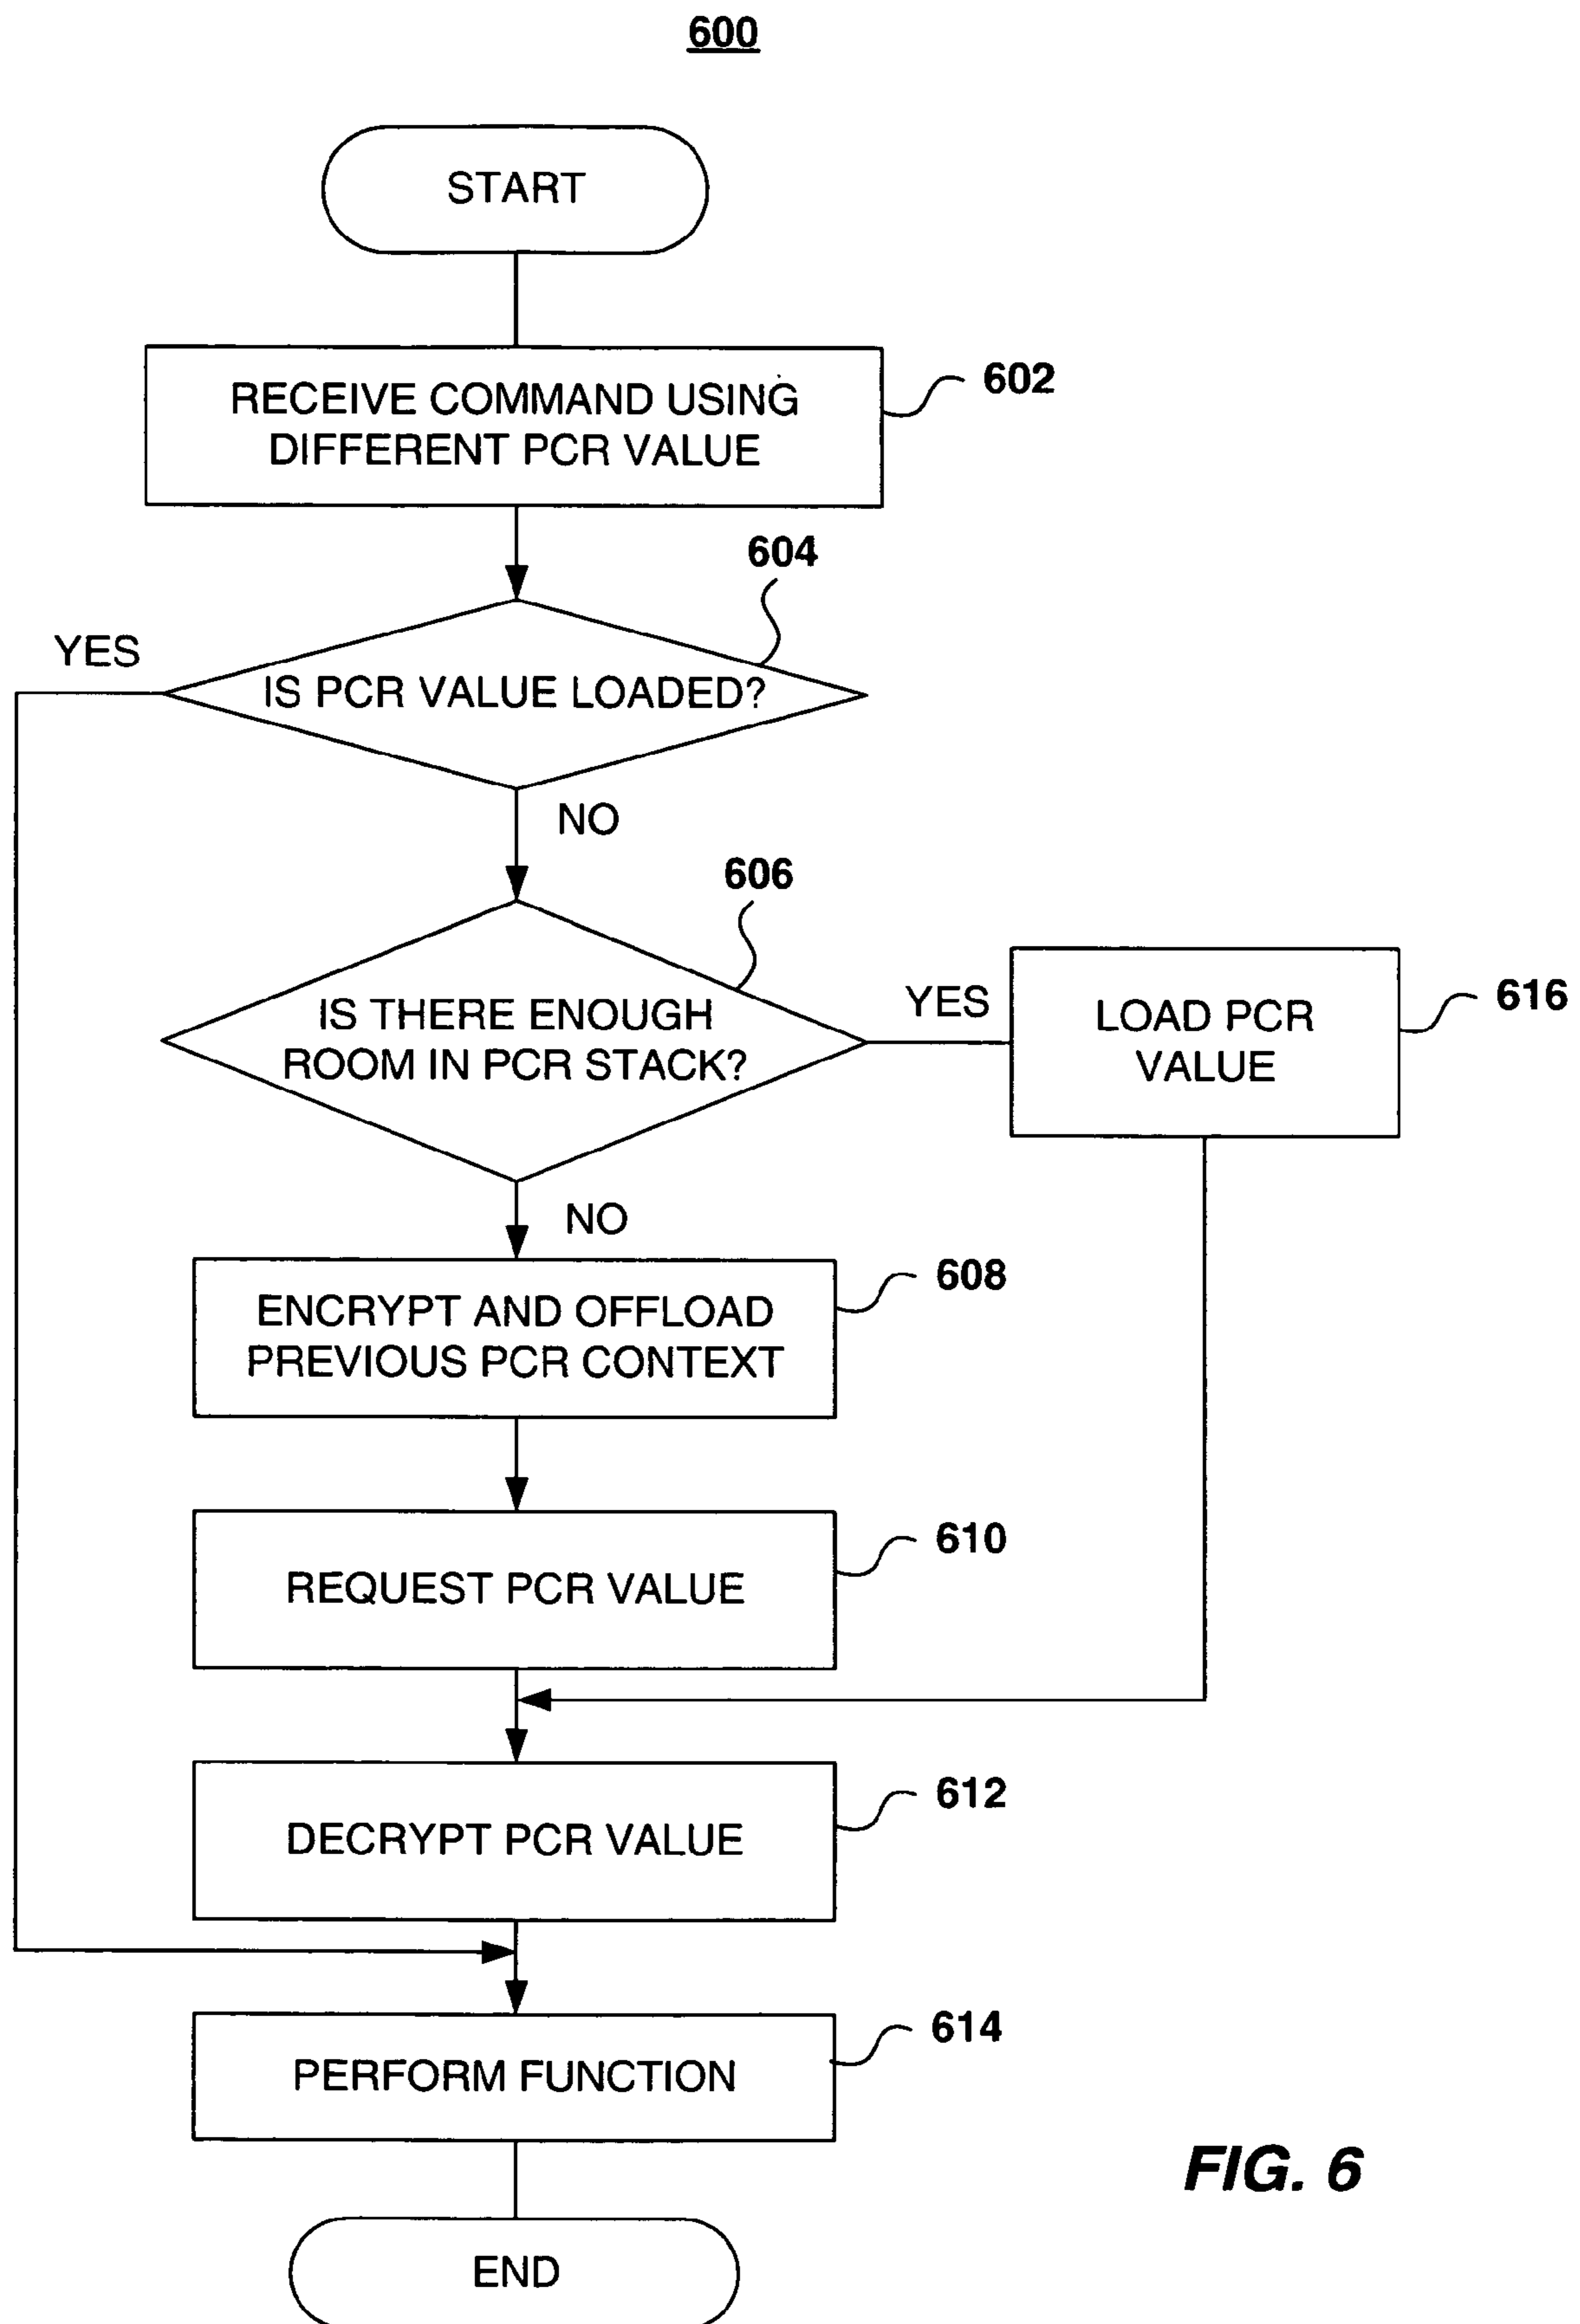 600
START
RECEIVE COMMAND USING
DIFFERENT PCR VALUE
602
604
YES
IS PCR VALUE LOADED?
NO
606
IS THERE ENOUGH
ROOM IN PCR STACK?
YES
LOAD PCR
VALUE
616
NO
608
ENCRYPT AND OFFLOAD
PREVIOUS PCR CONTEXT
610
REQUEST PCR VALUE
612
DECRYPT PCR VALUE
614
PERFORM FUNCTION
FIG. 6
END